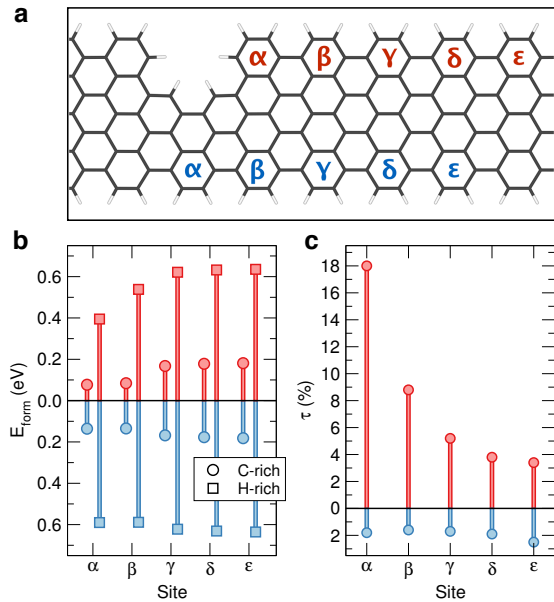 a
α β γ δ ε
α β γ δ ε
b
c
0.6
0.4
0.2
0.0
0.2
0.4
0.6
E_form (eV)
C-rich
H-rich
α β γ δ ε
Site
18
16
14
12
10
8
6
4
2
0
2
τ (%)
α β γ δ ε
Site